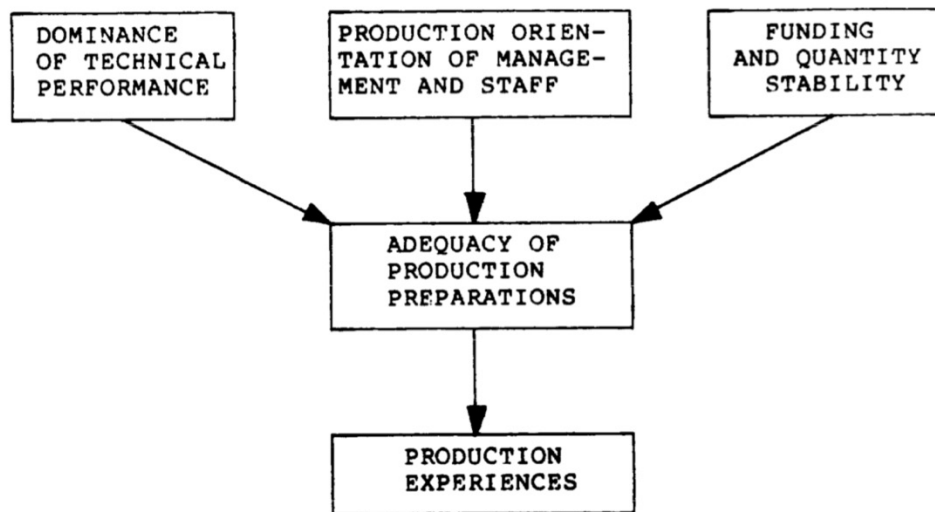 DOMINANCE
OF TECHNICAL
PERFORMANCE
PRODUCTION ORIEN-
TATION OF MANAGE-
MENT AND STAFF
FUNDING
AND QUANTITY
STABILITY
ADEQUACY OF
PRODUCTION
PREPARATIONS
PRODUCTION
EXPERIENCES